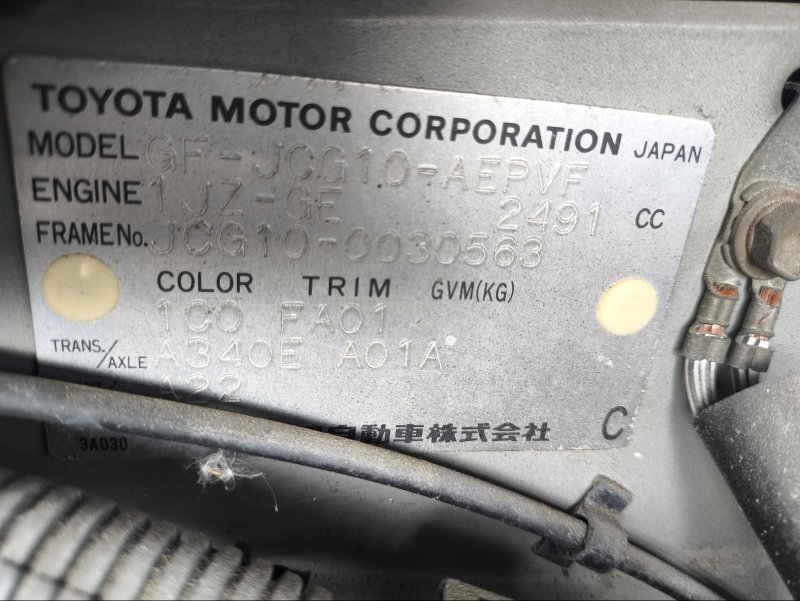 TOYOTA MOTOR CORPORATION JAPAN
MODEL GF-JCG10-AEPVF
ENGINE 1JZ-GE 2491 CC
FRAME No. JCG10-0030563
COLOR TRIM GVM(KG)
1C0 FA01
TRANS./AXLE A340E A01A
A22
自動車株式会社 C
3A030